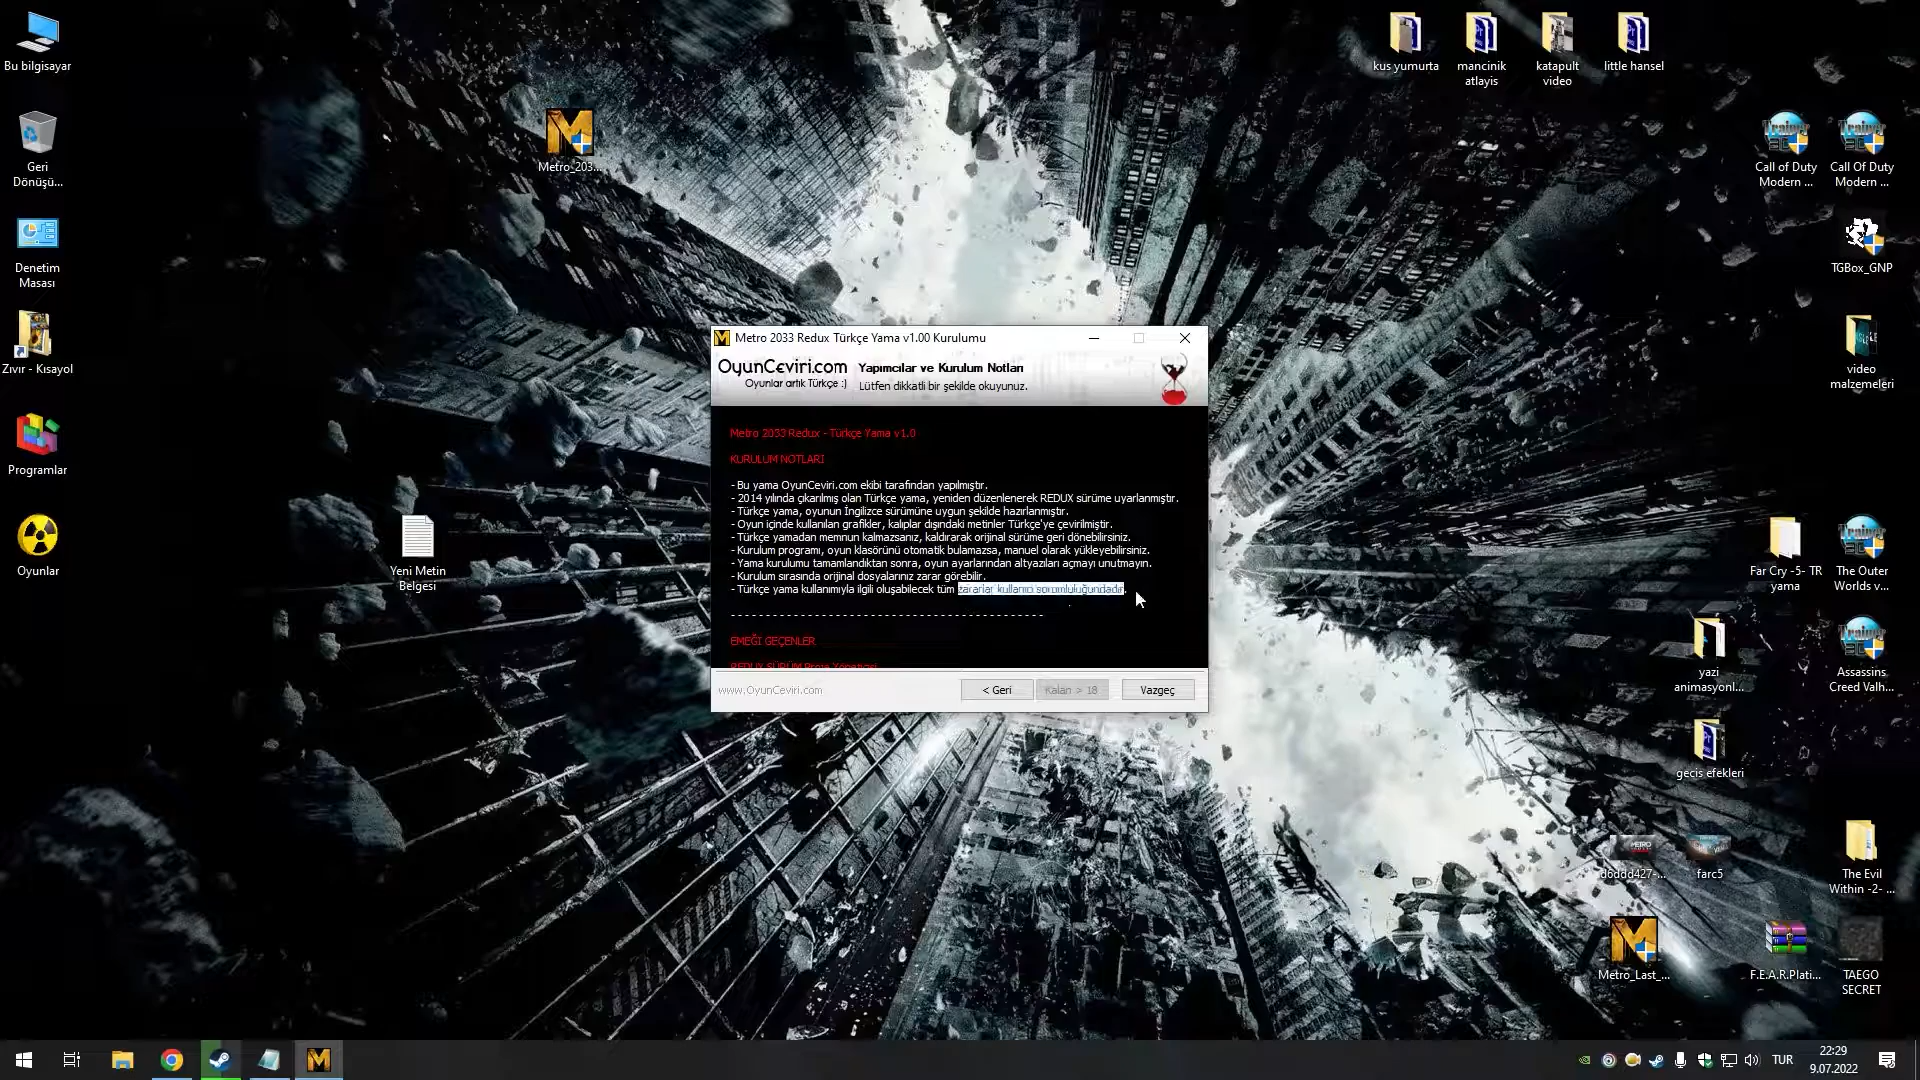 Bu bilgisayar
Geri
Dönüşü...
Denetim
Masası
Zıvır - Kısayol
Programlar
Oyunlar
Metro_203...
Yeni Metin
Belgesi
kus yumurta
mancinik
atlayis
katapult
video
little hansel
Call of Duty
Modern ...
Call Of Duty
Modern ...
TGBox_GNP
video
malzemeleri
Far Cry -5- TR
yama
The Outer
Worlds v...
yazi
animasyonl...
Assassins
Creed Valh...
gecis efekleri
d0ddd427-...
farc5
The Evil
Within -2- ...
Metro_Last_...
F.E.A.R.Plati...
TAEGO
SECRET
Metro 2033 Redux Türkçe Yama v1.00 Kurulumu
OyunCeviri.com
Oyunlar artık Türkçe :)
Yapımcılar ve Kurulum Notları
Lütfen dikkatli bir şekilde okuyunuz.
Metro 2033 Redux - Türkçe Yama v1.0
KURULUM NOTLARI
- Bu yama OyunCeviri.com ekibi tarafından yapılmıştır.
- 2014 yılında çıkarılmış olan Türkçe yama, yeniden düzenlenerek REDUX sürüme uyarlanmıştır.
- Türkçe yama, oyunun İngilizce sürümüne uygun şekilde hazırlanmıştır.
- Oyun içinde kullanılan grafikler, kalıplar dışındaki metinler Türkçe'ye çevirilmiştir.
- Türkçe yamadan memnun kalmazsanız, kaldırarak orijinal sürüme geri dönebilirsiniz.
- Kurulum programı, oyun klasörünü otomatik bulamazsa, manuel olarak yükleyebilirsiniz.
- Yama kurulumu tamamlandıktan sonra, oyun ayarlarından altyazıları açmayı unutmayın.
- Kurulum sırasında orijinal dosyalarınız zarar görebilir.
- Türkçe yama kullanımıyla ilgili oluşabilecek tüm zararlar kullanıcı sorumluluğundadır.
- - - - - - - - - - - - - - - - - - - - - - - - - - - - - - - - - - - - - - - - - - - - -
EMEĞİ GEÇENLER
REDUX SÜRÜM Proje Yöneticisi
www.OyunCeviri.com
< Geri
Kalan > 18
Vazgeç
TUR
22:29
9.07.2022